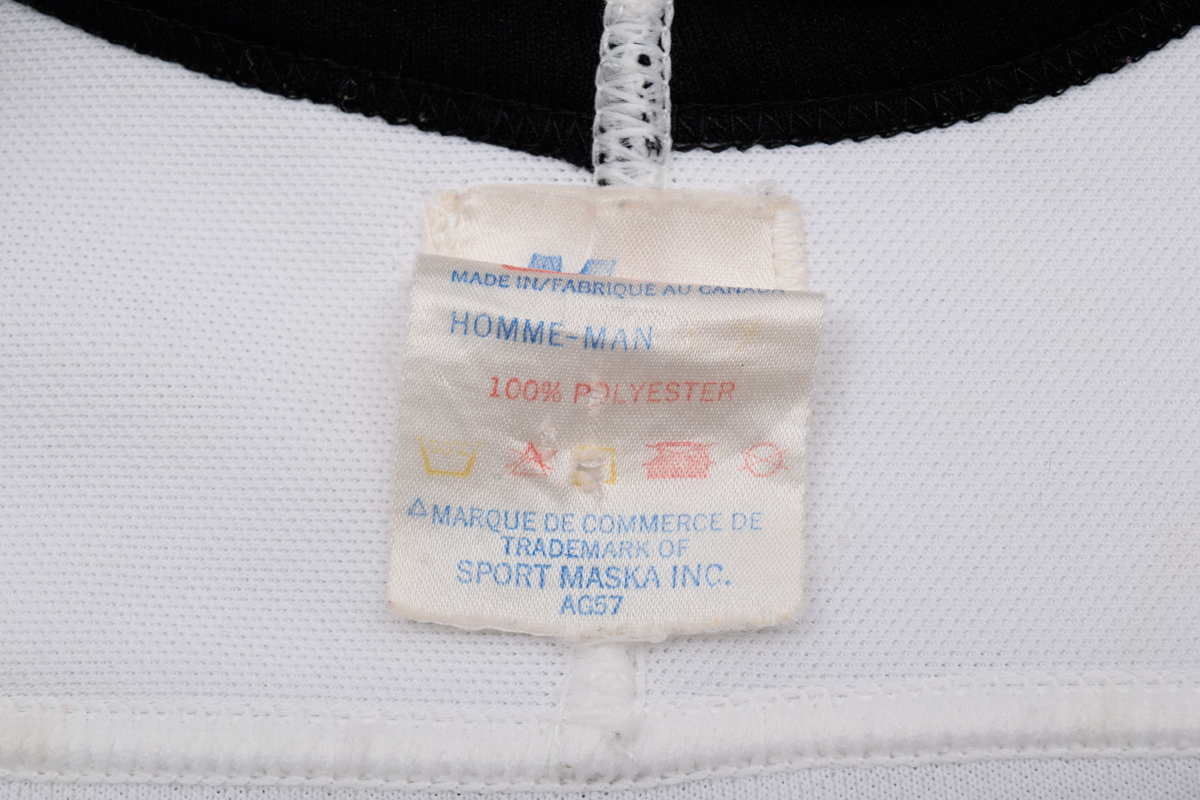 MADE IN/FABRIQUE AU CANADA
HOMME-MAN
100% POLYESTER
△MARQUE DE COMMERCE DE
TRADEMARK OF
SPORT MASKA INC.
AG57